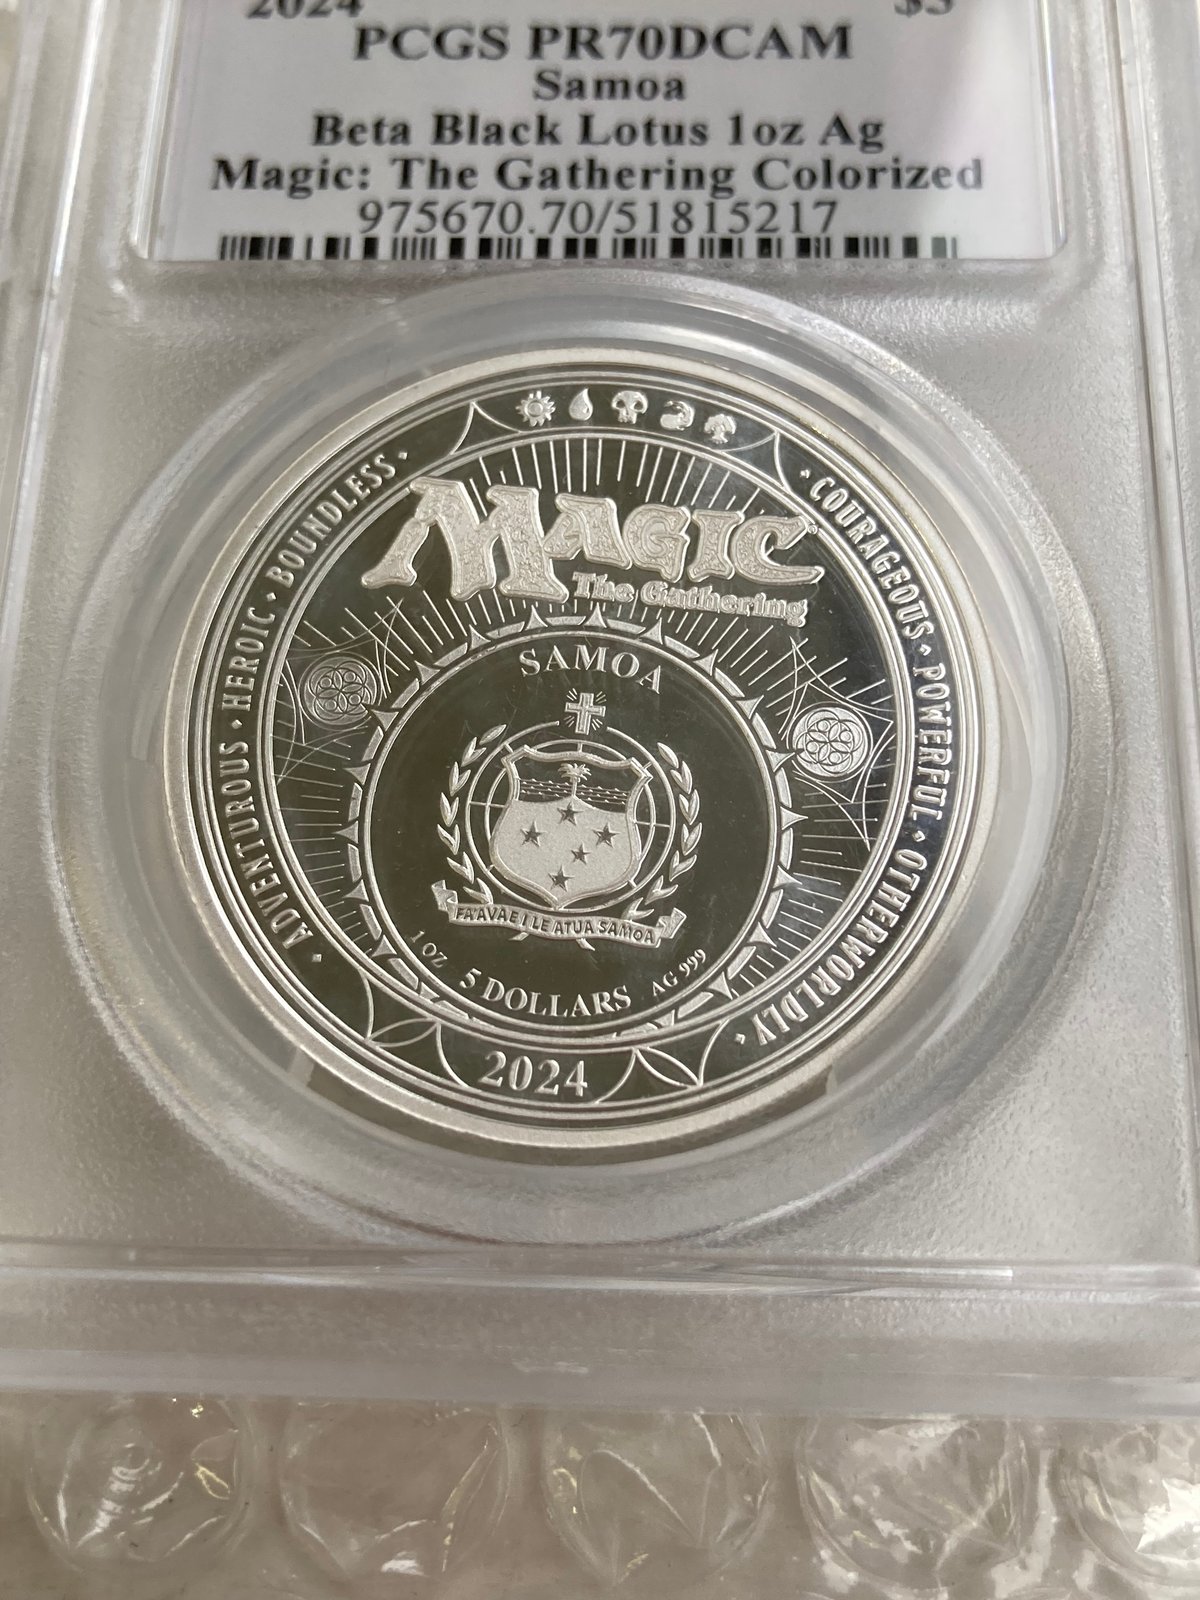 2024 $5
PCGS PR70DCAM
Samoa
Beta Black Lotus 1oz Ag
Magic: The Gathering Colorized
975670.70/51815217
ADVENTUROUS · HEROIC · BOUNDLESS ·
· COURAGEOUS · POWERFUL · OTHERWORLDLY ·
MAGIC®
The Gathering
SAMOA
FA'AVAE I LE ATUA SAMOA
1 OZ 5 DOLLARS AG 999
2024